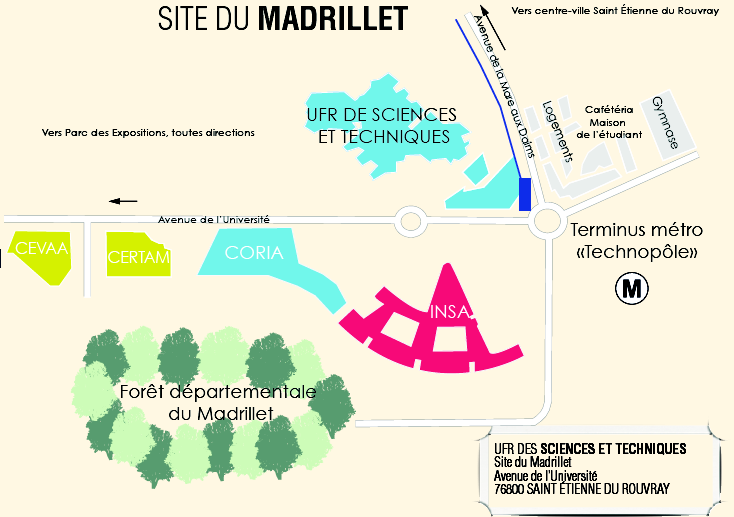 SITE DU MADRILLET
Vers centre-ville Saint Étienne du Rouvray
Avenue de la Mare aux Daims
UFR DE SCIENCES
ET TECHNIQUES
Logements
Cafétéria
Maison
de l'étudiant
Gymnase
Vers Parc des Expositions, toutes directions
Avenue de l'Université
Terminus métro
«Technopôle»
M
CEVAA
CERTAM
CORIA
INSA
Forêt départementale
du Madrillet
UFR DES SCIENCES ET TECHNIQUES
Site du Madrillet
Avenue de l'Université
76800 SAINT ÉTIENNE DU ROUVRAY